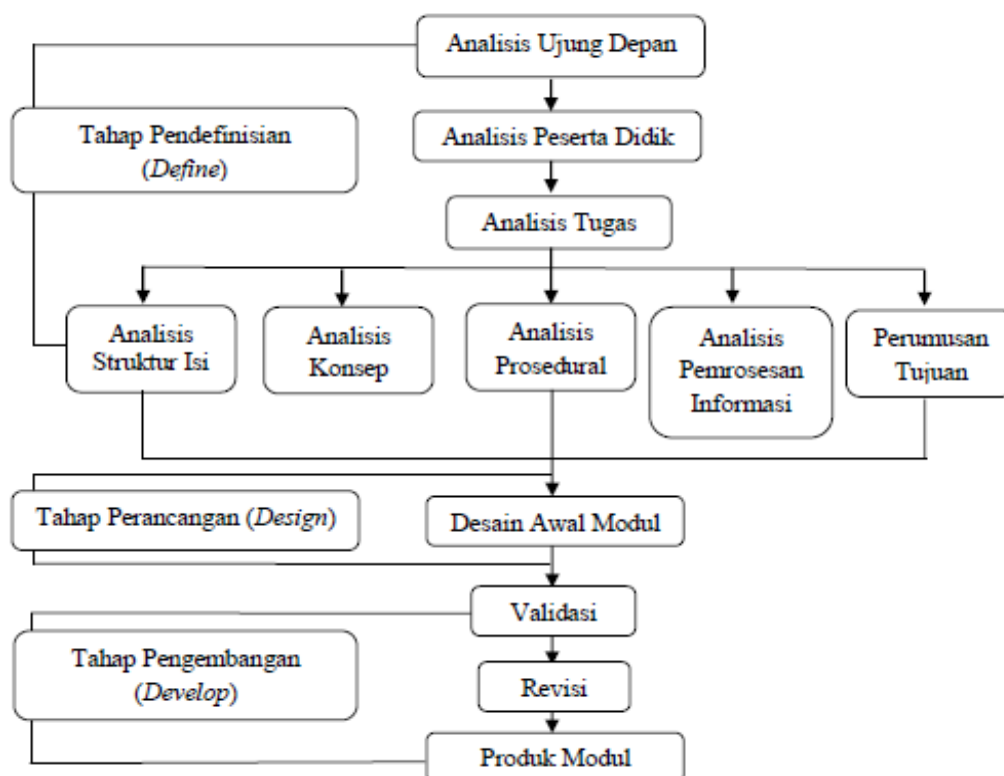 Analisis Ujung Depan
Tahap Pendefinisian
(Define)
Analisis Peserta Didik
Analisis Tugas
Analisis
Struktur Isi
Analisis
Konsep
Analisis
Prosedural
Analisis
Pemrosesan
Informasi
Perumusan
Tujuan
Tahap Perancangan (Design)
Desain Awal Modul
Validasi
Tahap Pengembangan
(Develop)
Revisi
Produk Modul